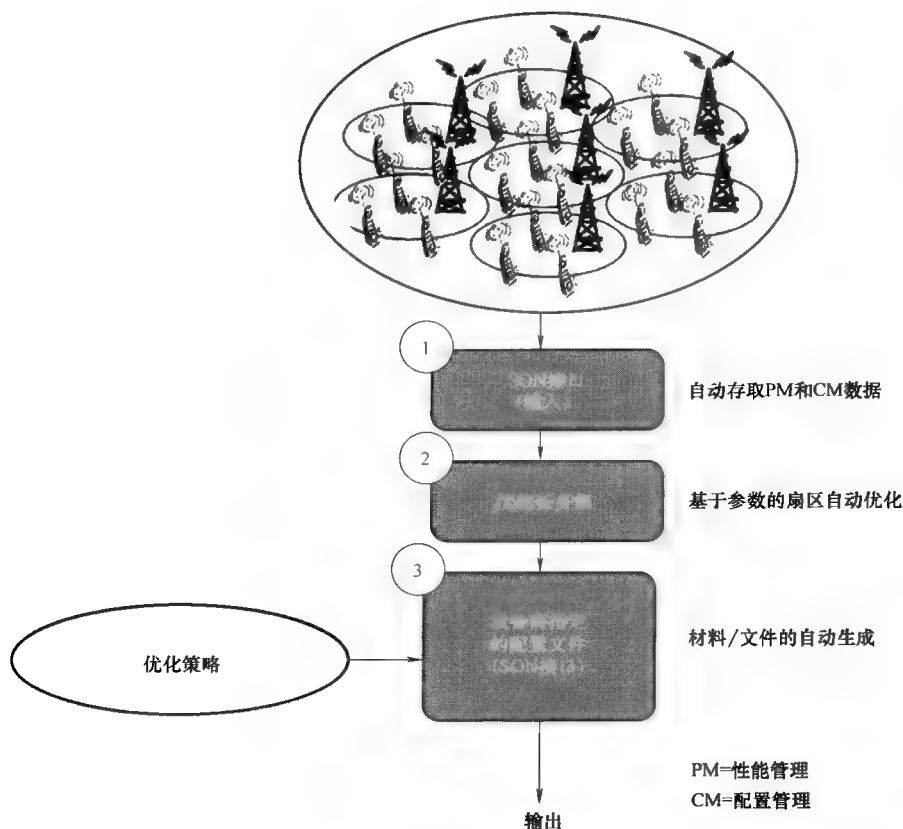 1
自动存取PM和CM数据
2
基于参数的扇区自动优化
3
材料/文件的自动生成
优化策略
PM=性能管理
CM=配置管理
输出